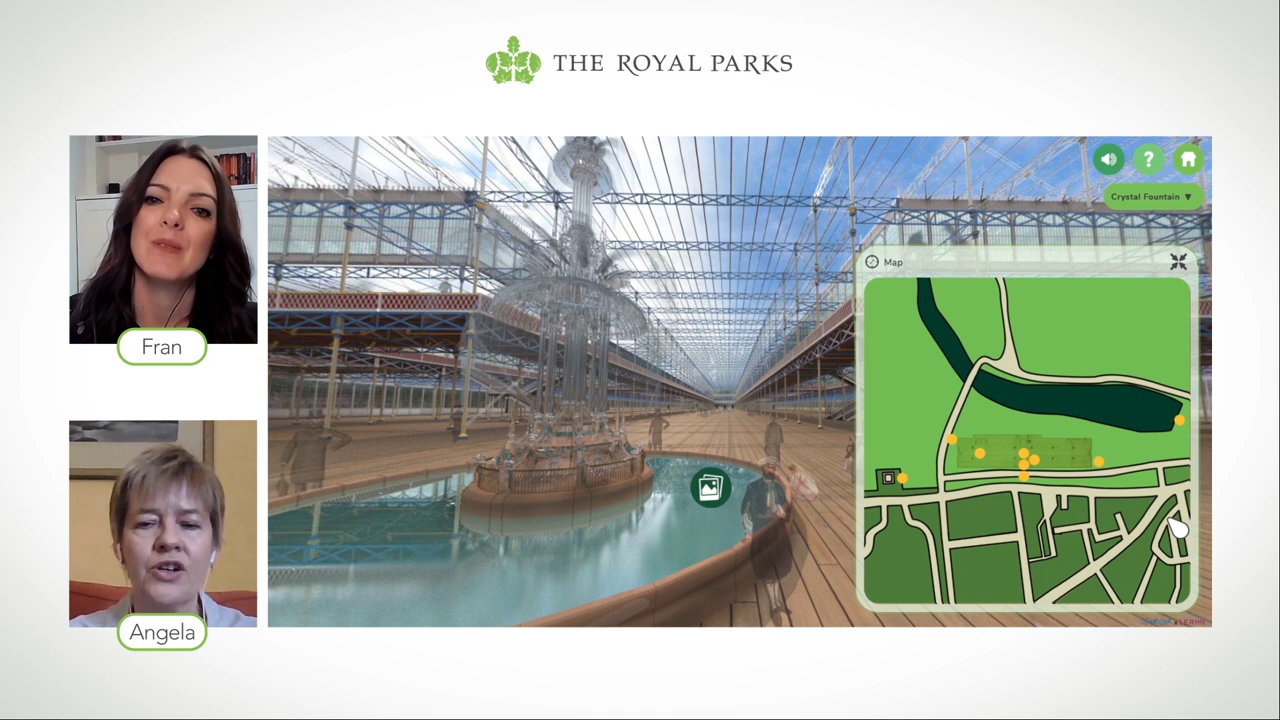 THE ROYAL PARKS
Fran
Angela
?
Crystal Fountain ▼
Map